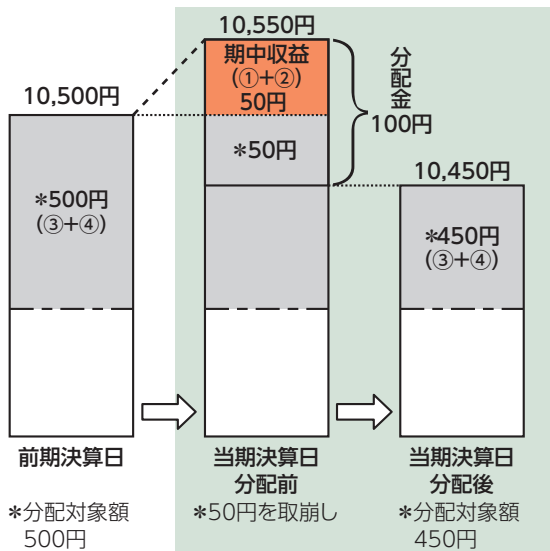 10,500円
*500円
(③+④)
前期決算日
*分配対象額
500円
10,550円
期中収益
(①+②)
50円
*50円
分配金
100円
当期決算日
分配前
*50円を取崩し
10,450円
*450円
(③+④)
当期決算日
分配後
*分配対象額
450円